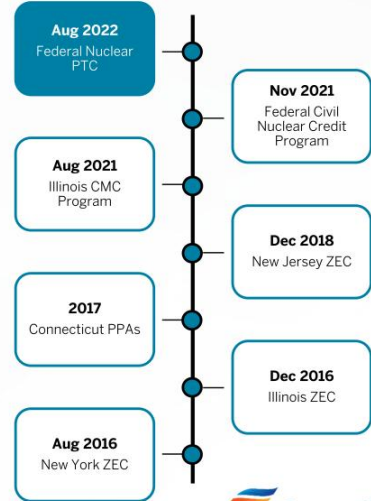 Aug 2022
Federal Nuclear
PTC
Nov 2021
Federal Civil
Nuclear Credit
Program
Aug 2021
Illinois CMC
Program
Dec 2018
New Jersey ZEC
2017
Connecticut PPAs
Dec 2016
Illinois ZEC
Aug 2016
New York ZEC